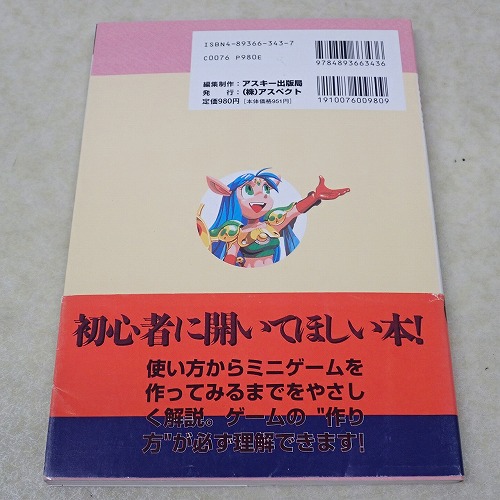 ISBN4-89366-343-7
C0076 P980E
9784893663436
1910076009809
編集制作：アスキー出版局
発　行：（株）アスペクト
定価980円［本体価格951円］
初心者に開いてほしい本！
使い方からミニゲームを
作ってみるまでをやさし
く解説。ゲームの"作り
方"が必ず理解できます！